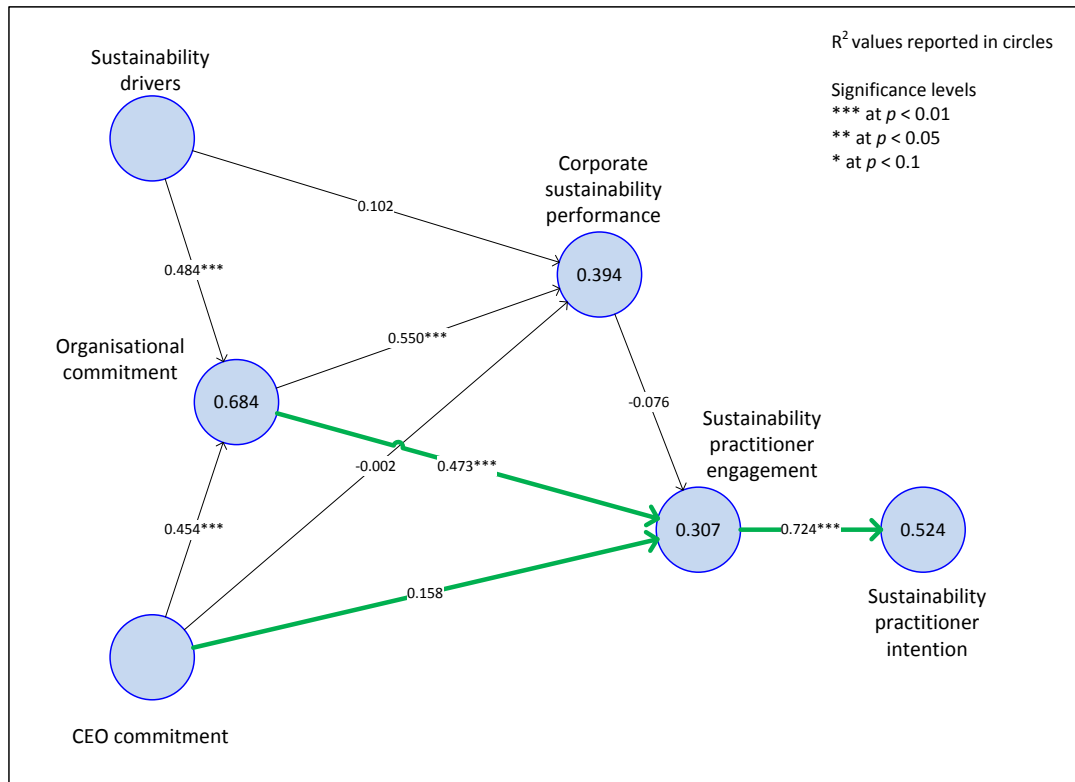 R² values reported in circles
Significance levels
*** at p < 0.01
** at p < 0.05
* at p < 0.1
Sustainability
drivers
Corporate
sustainability
performance
0.102
0.394
0.484***
0.550***
Organisational
commitment
0.684
-0.076
Sustainability
practitioner
engagement
-0.002
0.473***
0.454***
0.307
0.724***
0.524
0.158
Sustainability
practitioner
intention
CEO commitment